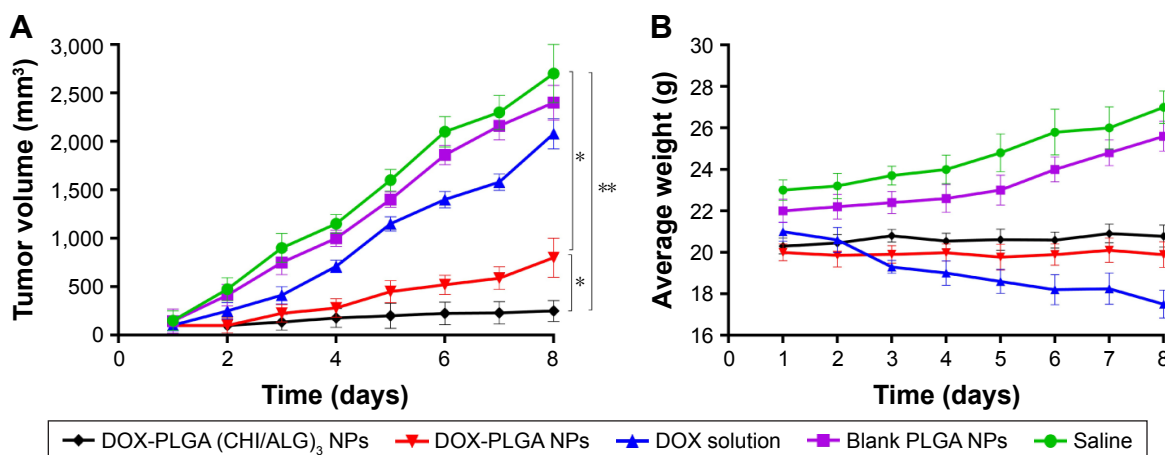 A
Tumor volume (mm³)
3,000
2,500
2,000
1,500
1,000
500
0
0 2 4 6 8
Time (days)
*
**
*
B
Average weight (g)
30
28
26
24
22
20
18
16
0 1 2 3 4 5 6 7 8
Time (days)
DOX-PLGA (CHI/ALG)₃ NPs DOX-PLGA NPs DOX solution Blank PLGA NPs Saline